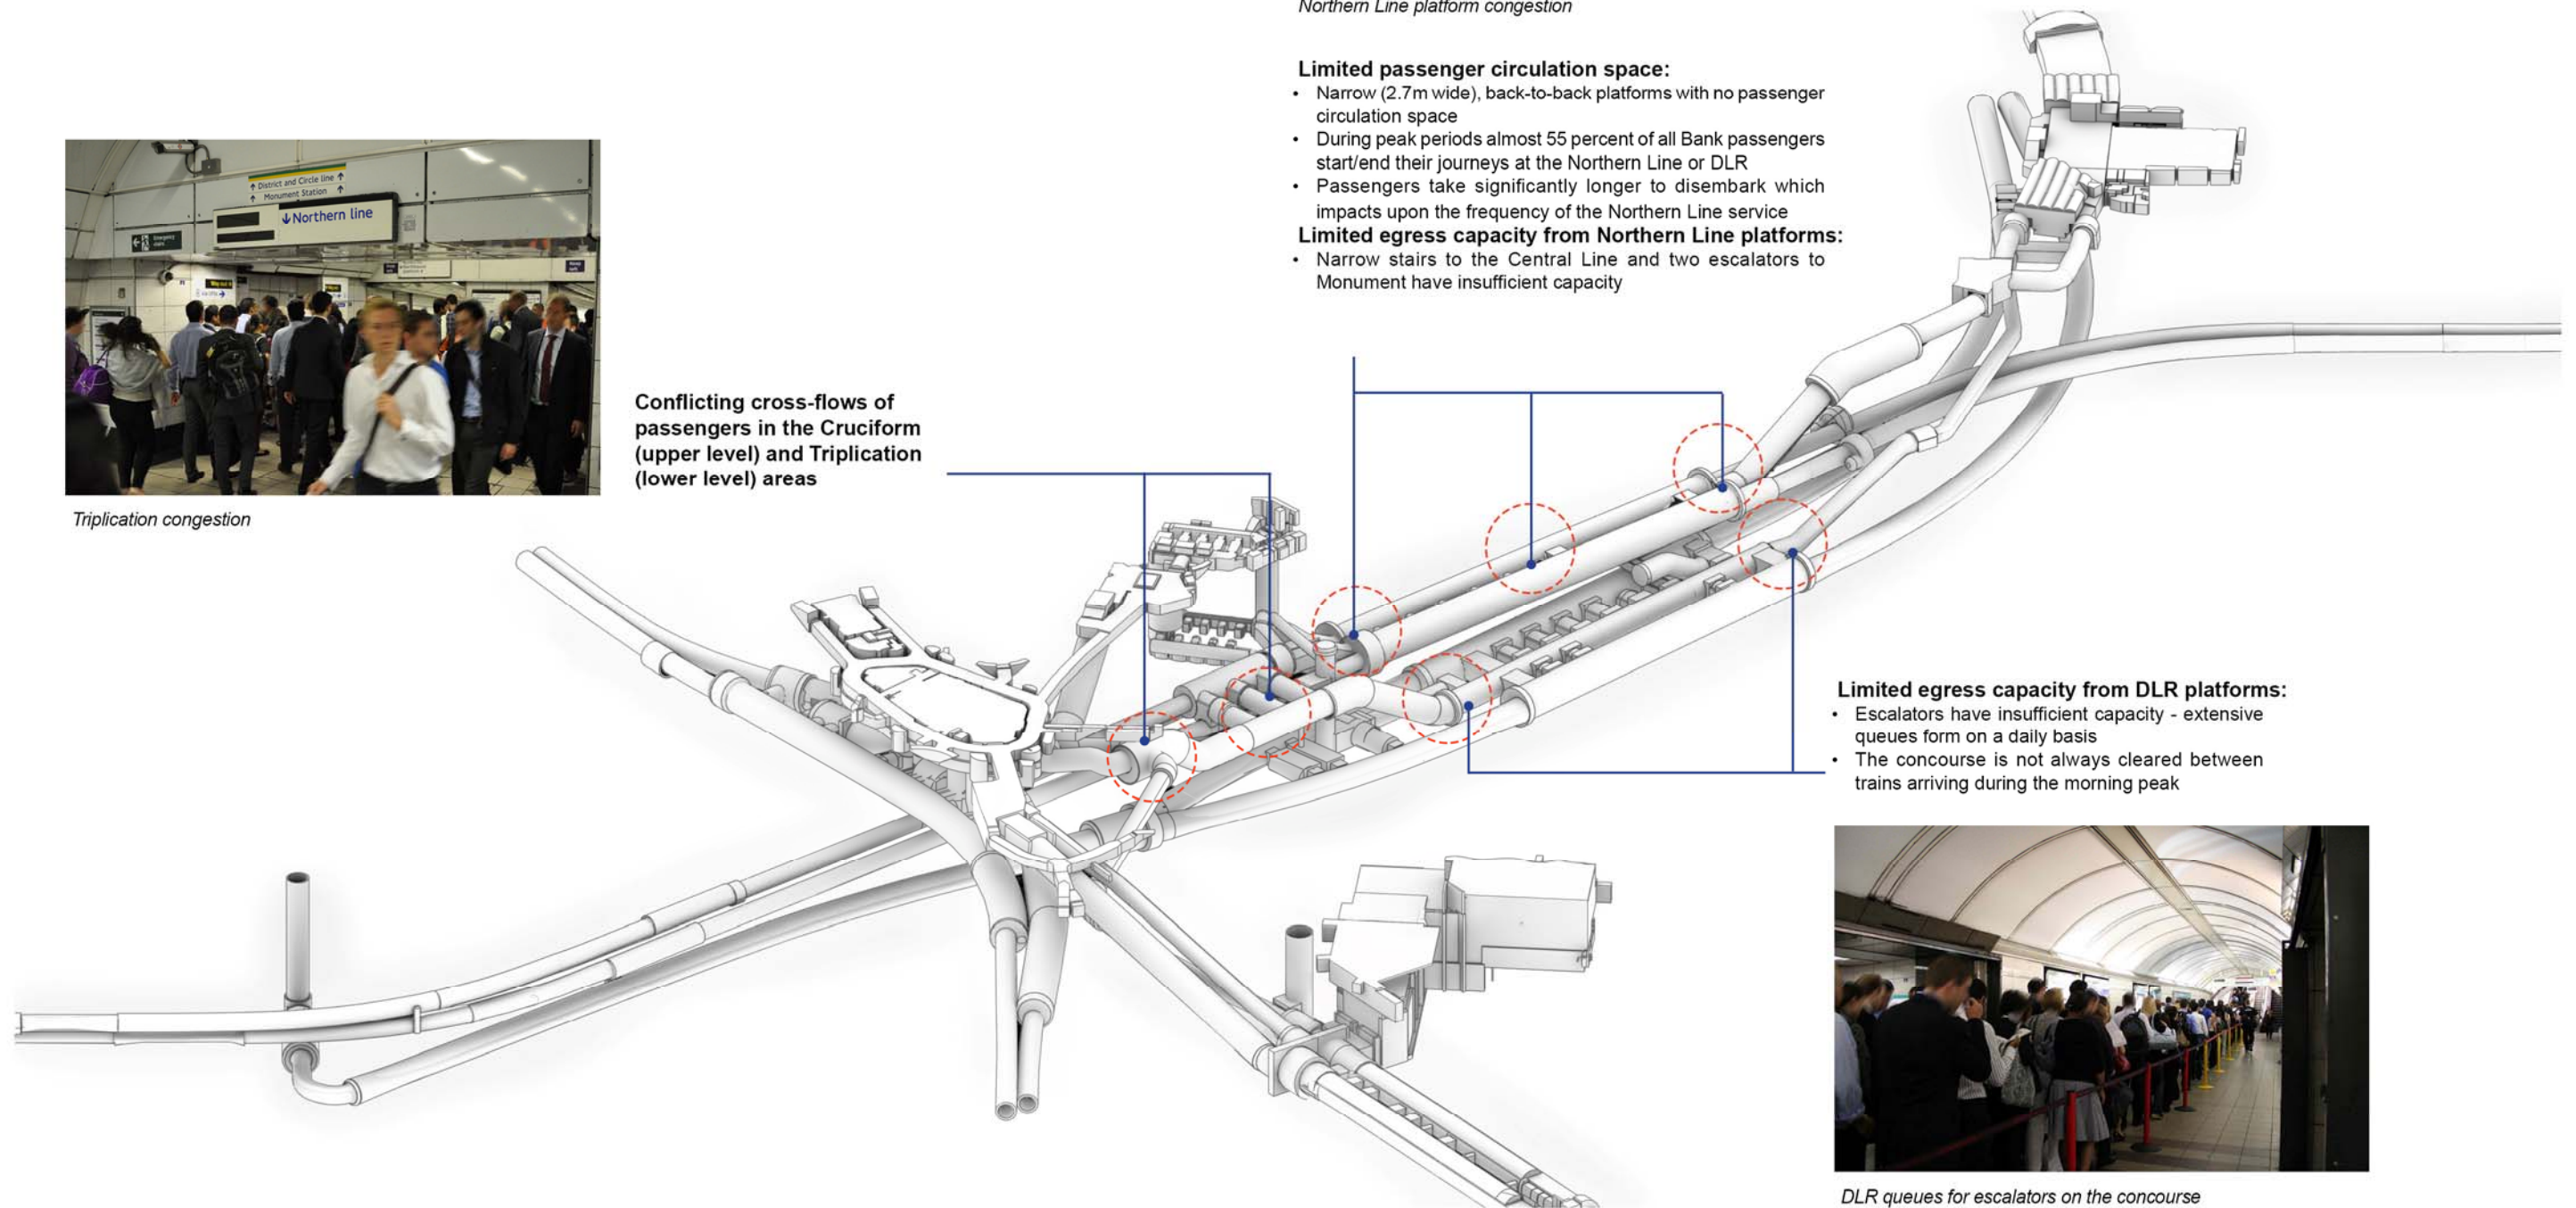 Northern Line platform congestion
Limited passenger circulation space:
• Narrow (2.7m wide), back-to-back platforms with no passenger
circulation space
• During peak periods almost 55 percent of all Bank passengers
start/end their journeys at the Northern Line or DLR
• Passengers take significantly longer to disembark which
impacts upon the frequency of the Northern Line service
Limited egress capacity from Northern Line platforms:
• Narrow stairs to the Central Line and two escalators to
Monument have insufficient capacity
↑ District and Circle line ↑
↑ Monument Station ↑
↓ Northern line
Triplication congestion
Conflicting cross-flows of
passengers in the Cruciform
(upper level) and Triplication
(lower level) areas
Limited egress capacity from DLR platforms:
• Escalators have insufficient capacity - extensive
queues form on a daily basis
• The concourse is not always cleared between
trains arriving during the morning peak
DLR queues for escalators on the concourse